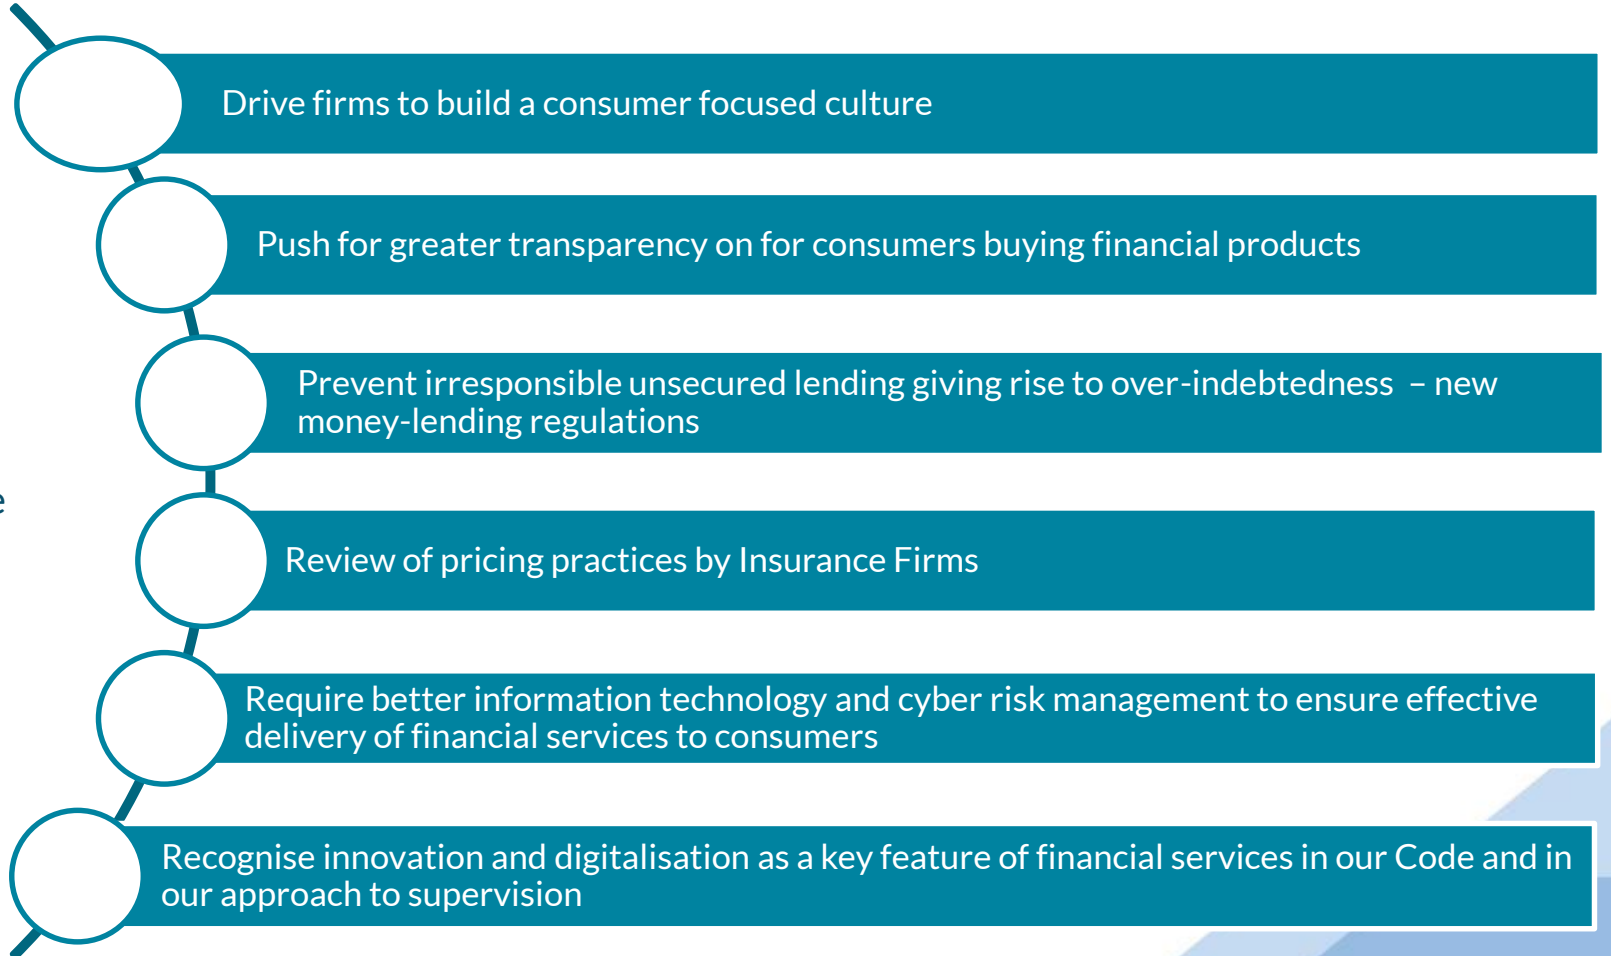 Drive firms to build a consumer focused culture
Push for greater transparency on for consumers buying financial products
Prevent irresponsible unsecured lending giving rise to over-indebtedness – new
money-lending regulations
e
Review of pricing practices by Insurance Firms
Require better information technology and cyber risk management to ensure effective
delivery of financial services to consumers
Recognise innovation and digitalisation as a key feature of financial services in our Code and in
our approach to supervision